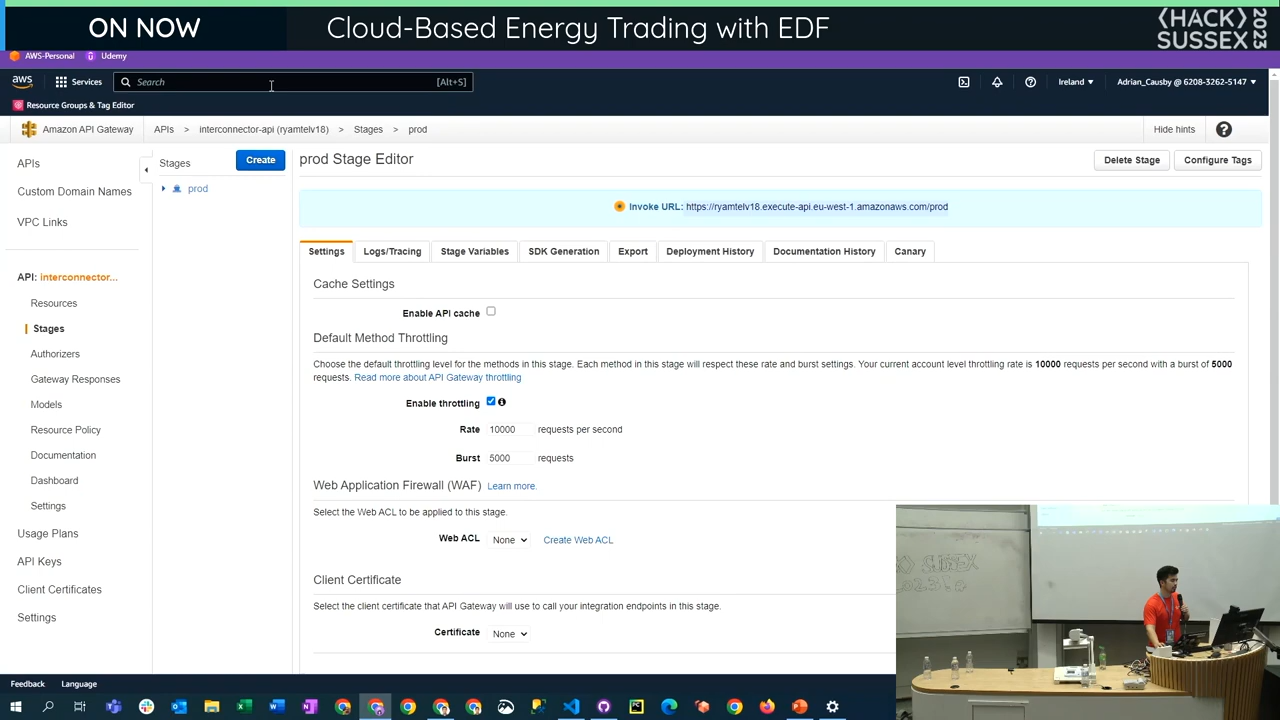 ON NOW
Cloud-Based Energy Trading with EDF
{HACK}
SUSSEX
2023
AWS-Personal
Udemy
aws
Services
Search
[Alt+S]
Ireland
Adrian_Causby @ 6208-3262-5147
Resource Groups & Tag Editor
Amazon API Gateway
APIs > interconnector-api (ryamtelv18) > Stages > prod
Hide hints
APIs
Custom Domain Names
VPC Links
API: interconnector...
Resources
Stages
Authorizers
Gateway Responses
Models
Resource Policy
Documentation
Dashboard
Settings
Usage Plans
API Keys
Client Certificates
Settings
Stages
Create
prod
prod Stage Editor
Delete Stage
Configure Tags
Invoke URL: https://ryamtelv18.execute-api.eu-west-1.amazonaws.com/prod
Settings
Logs/Tracing
Stage Variables
SDK Generation
Export
Deployment History
Documentation History
Canary
Cache Settings
Enable API cache
Default Method Throttling
Choose the default throttling level for the methods in this stage. Each method in this stage will respect these rate and burst settings. Your current account level throttling rate is 10000 requests per second with a burst of 5000
requests. Read more about API Gateway throttling
Enable throttling
Rate 10000 requests per second
Burst 5000 requests
Web Application Firewall (WAF) Learn more.
Select the Web ACL to be applied to this stage.
Web ACL None Create Web ACL
Client Certificate
Select the client certificate that API Gateway will use to call your integration endpoints in this stage.
Certificate None
Feedback
Language
SUSSEX